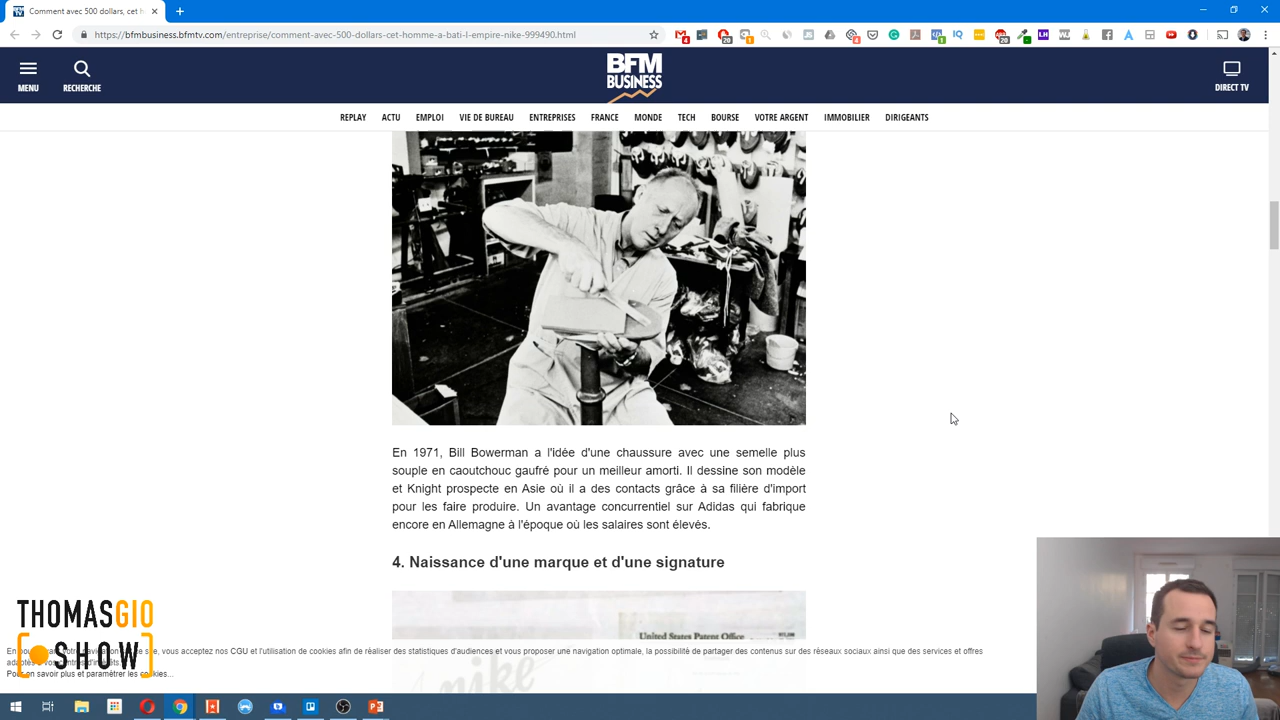 Comment avec 500 dollars, cet h
https://bfmbusiness.bfmtv.com/entreprise/comment-avec-500-dollars-cet-homme-a-bati-l-empire-nike-999490.html
BFM
BUSINESS
MENU
RECHERCHE
DIRECT TV
REPLAY ACTU EMPLOI VIE DE BUREAU ENTREPRISES FRANCE MONDE TECH BOURSE VOTRE ARGENT IMMOBILIER DIRIGEANTS
En 1971, Bill Bowerman a l'idée d'une chaussure avec une semelle plus
souple en caoutchouc gaufré pour un meilleur amorti. Il dessine son modèle
et Knight prospecte en Asie où il a des contacts grâce à sa filière d'import
pour les faire produire. Un avantage concurrentiel sur Adidas qui fabrique
encore en Allemagne à l'époque où les salaires sont élevés.
4. Naissance d'une marque et d'une signature
United States Patent Office
nike
THOMASGIO
SHOW
site, vous acceptez nos CGU et l'utilisation de cookies afin de réaliser des statistiques d'audiences et vous proposer une navigation optimale, la possibilité de partager des contenus sur des réseaux sociaux ainsi que des services et offres
Pour en savoir plus et paramétrer les cookies...